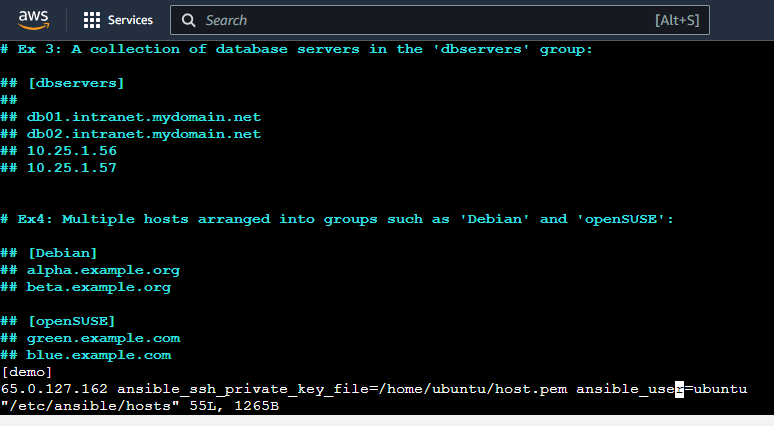 aws Services Search [Alt+S]
# Ex 3: A collection of database servers in the 'dbservers' group:
## [dbservers]
##
## db01.intranet.mydomain.net
## db02.intranet.mydomain.net
## 10.25.1.56
## 10.25.1.57
# Ex4: Multiple hosts arranged into groups such as 'Debian' and 'openSUSE':
## [Debian]
## alpha.example.org
## beta.example.org
## [openSUSE]
## green.example.com
## blue.example.com
[demo]
65.0.127.162 ansible_ssh_private_key_file=/home/ubuntu/host.pem ansible_user=ubuntu
"/etc/ansible/hosts" 55L, 1265B